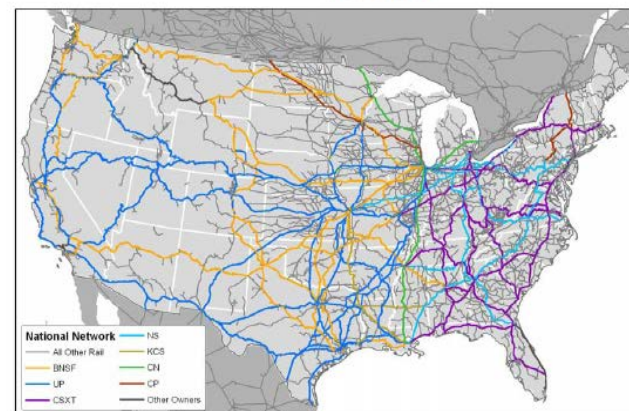 National Network
All Other Rail
BNSF
UP
CSXT
NS
KCS
CN
CP
Other Owners